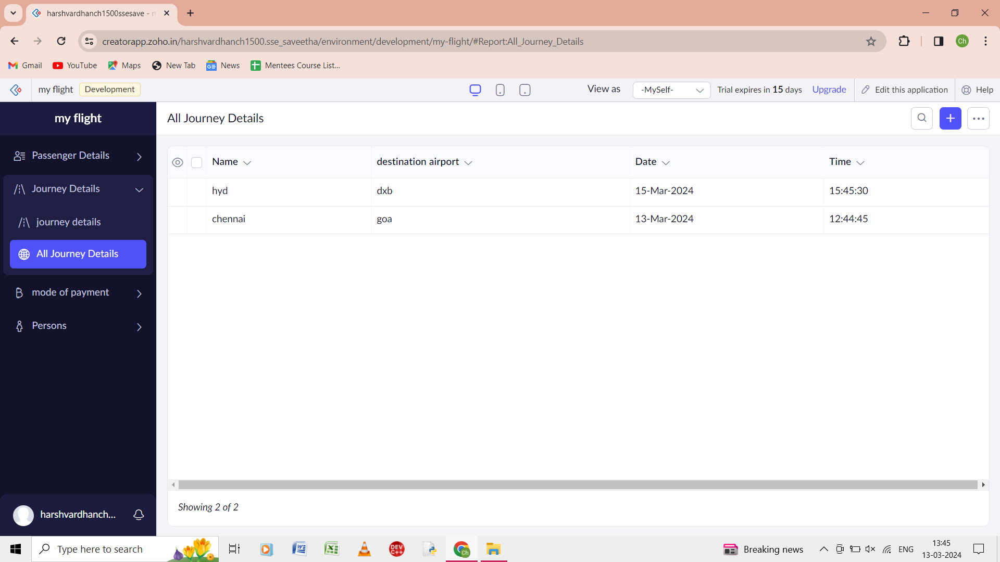 harshvardhanch1500ssesave - 
creatorapp.zoho.in/harshvardhanch1500.sse_saveetha/environment/development/my-flight/#Report:All_Journey_Details
Ch
Gmail YouTube Maps New Tab News Mentees Course List...
my flight Development View as -MySelf- Trial expires in 15 days Upgrade Edit this application Help
my flight
All Journey Details
Passenger Details
Journey Details
journey details
All Journey Details
mode of payment
Persons
Name destination airport Date Time
hyd dxb 15-Mar-2024 15:45:30
chennai goa 13-Mar-2024 12:44:45
Showing 2 of 2
harshvardhanch...
Type here to search
DEV C++
Ch
Breaking news
ENG
13:45
13-03-2024